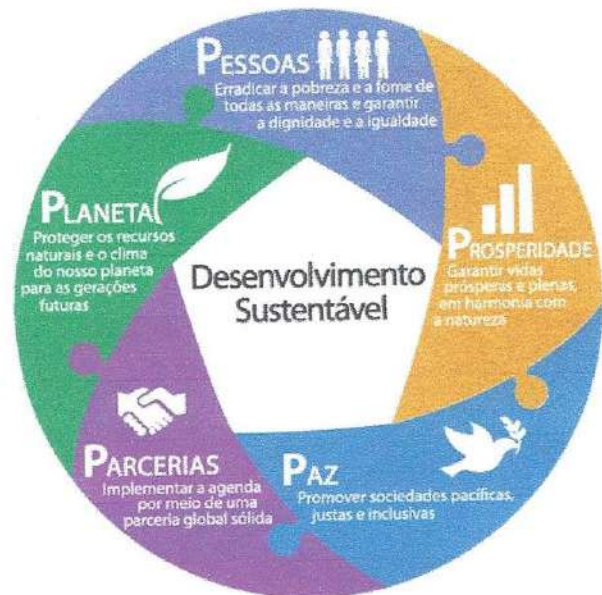 PESSOAS
Erradicar a pobreza e a fome de
todas as maneiras e garantir
a dignidade e a igualdade
PLANETA
Proteger os recursos
naturais e o clima
do nosso planeta
para as gerações
futuras
PROSPERIDADE
Garantir vidas
prósperas e plenas,
em harmonia com
a natureza
Desenvolvimento
Sustentável
PARCERIAS
Implementar a agenda
por meio de uma
parceria global sólida
PAZ
Promover sociedades pacíficas,
justas e inclusivas